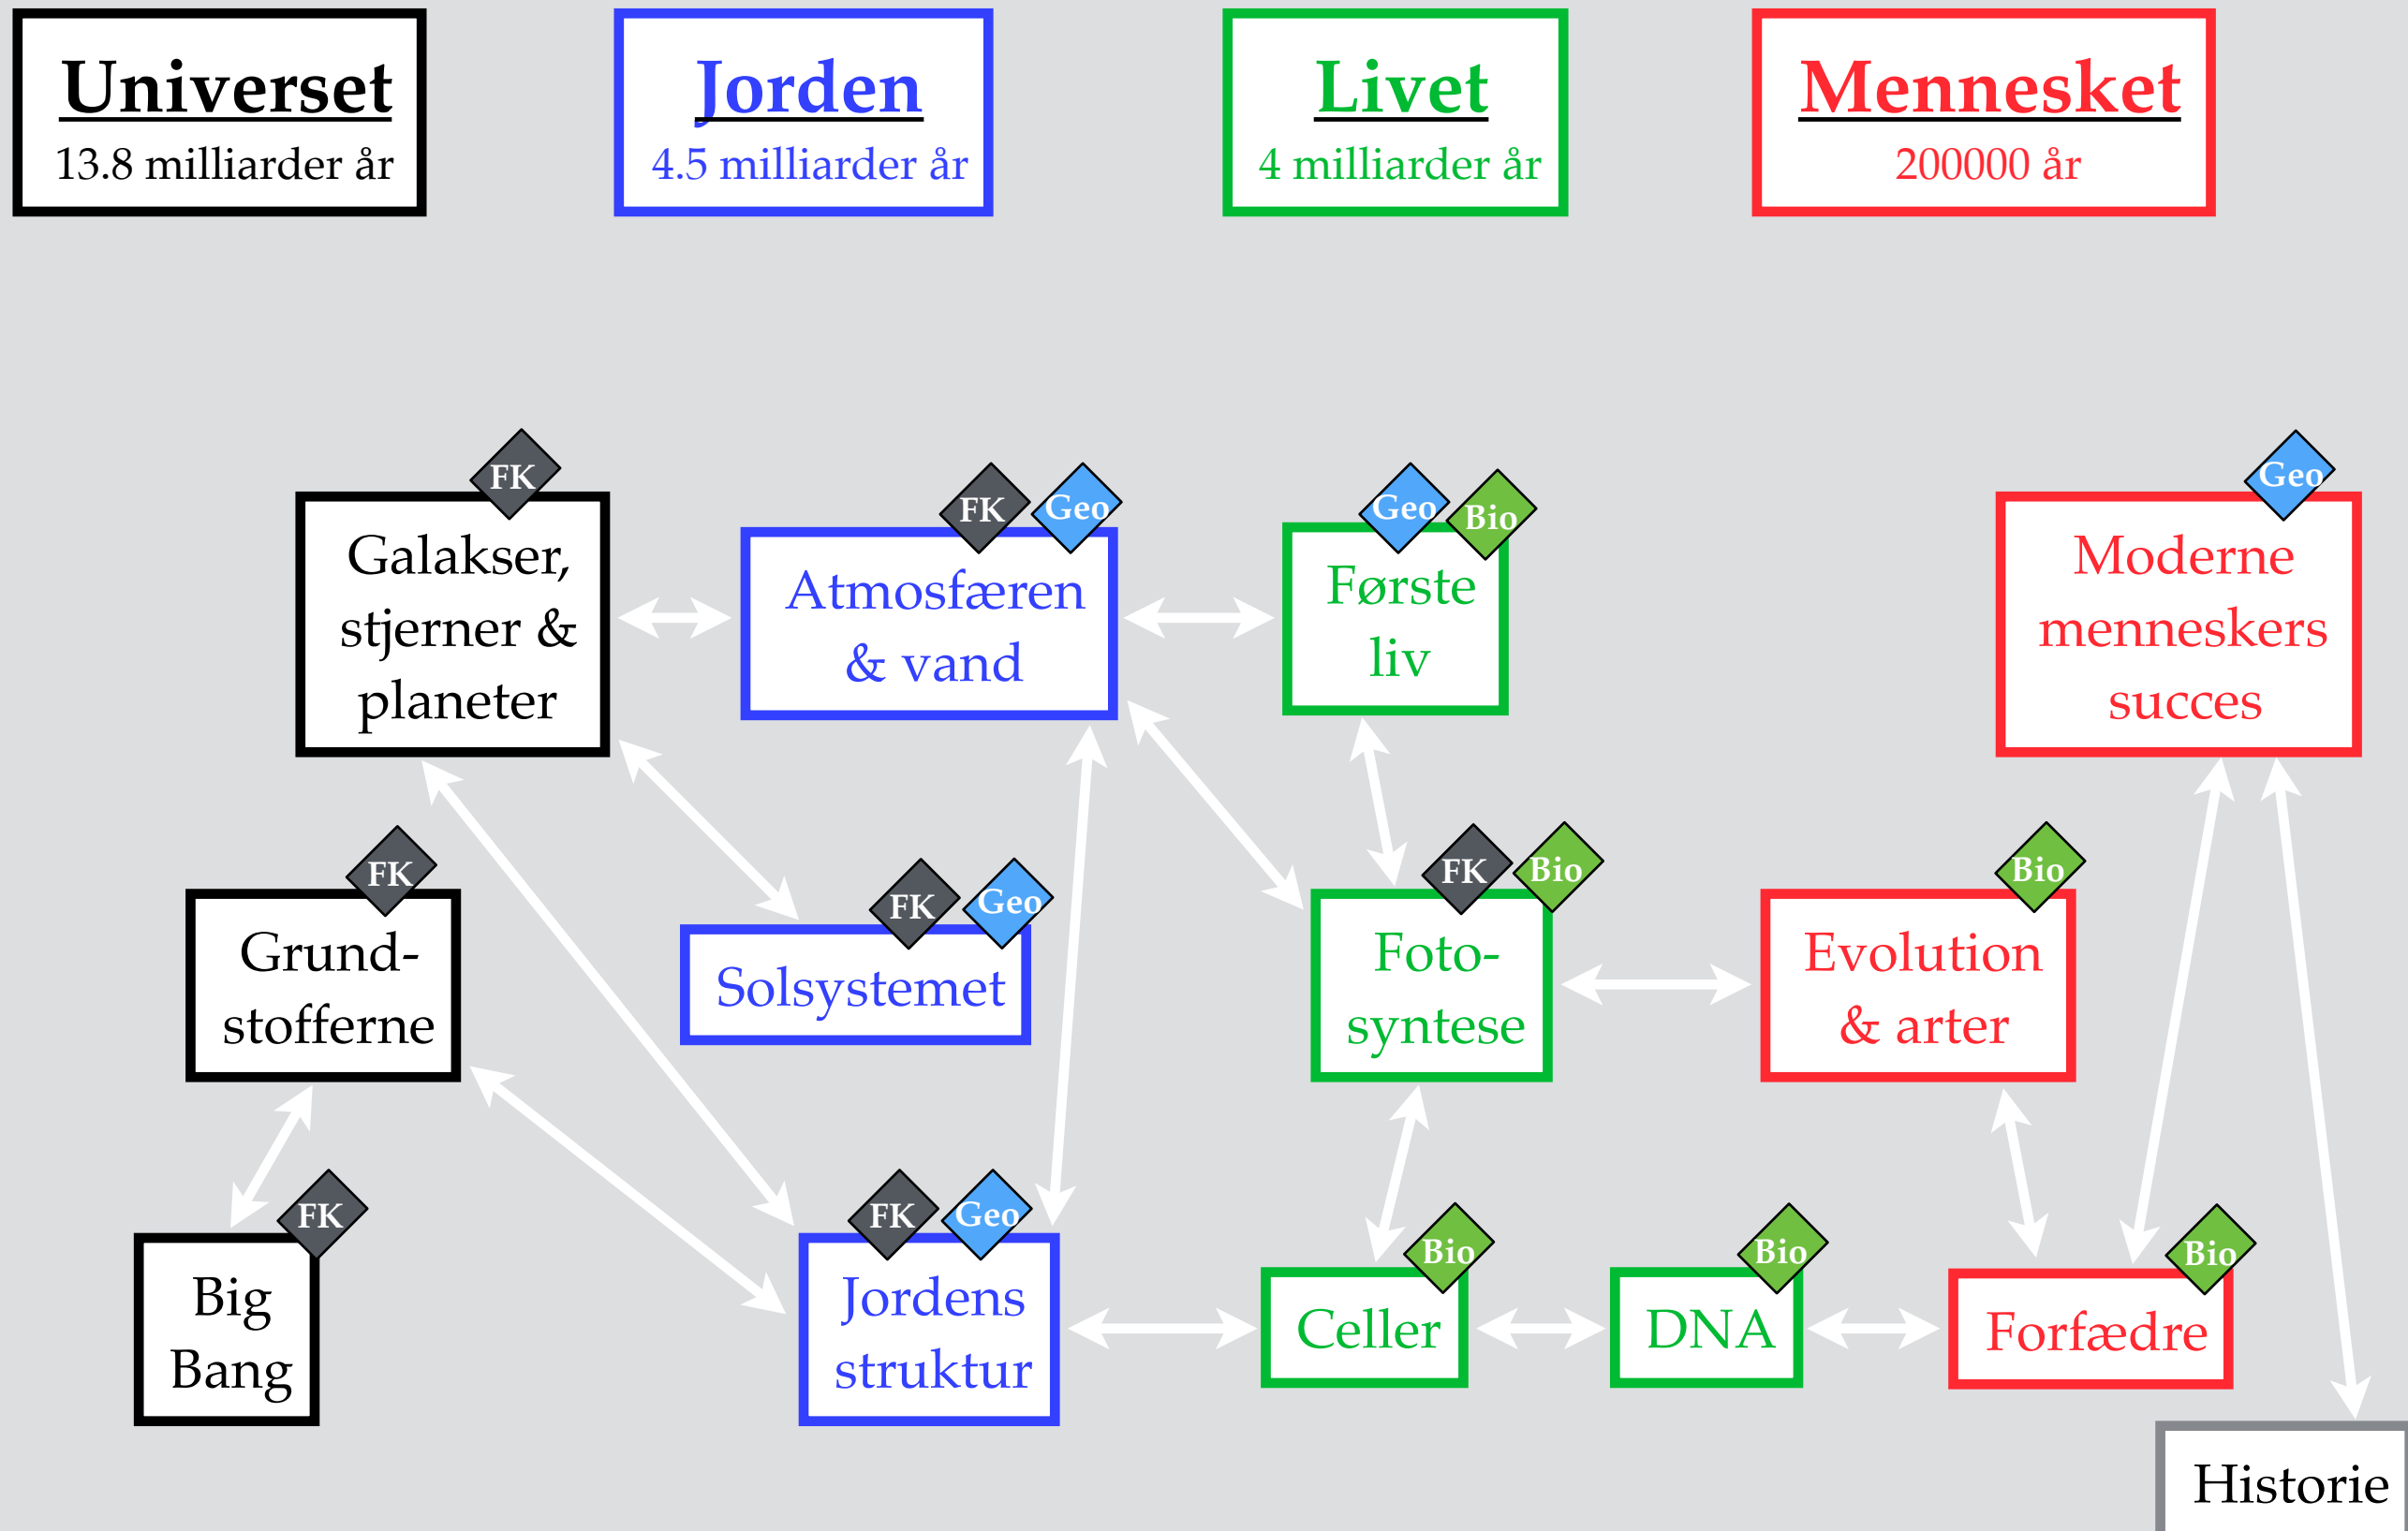 Universet
13.8 milliarder år
Jorden
4.5 milliarder år
Livet
4 milliarder år
Mennesket
200000 år
FK
Galakser,
stjerner &
planeter
FK
Geo
Atmosfæren
& vand
Geo
Bio
Første
liv
Geo
Moderne
menneskers
succes
FK
Grund-
stofferne
FK
Geo
Solsystemet
FK
Bio
Foto-
syntese
Bio
Evolution
& arter
FK
Big
Bang
FK
Geo
Jordens
struktur
Bio
Celler
Bio
DNA
Bio
Forfædre
Historie